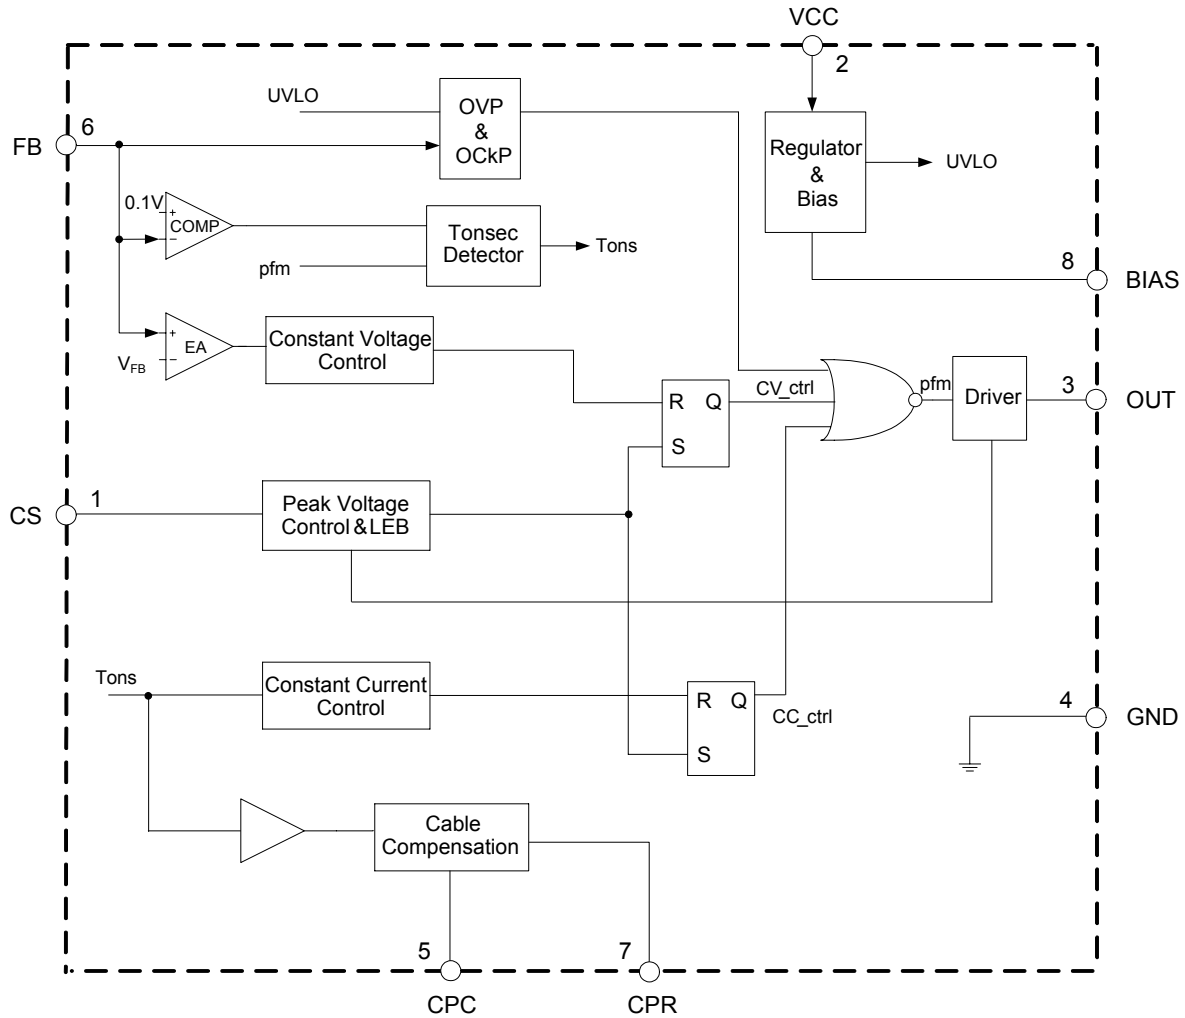 VCC
2
UVLO
OVP
&
OCkP
6
FB
Regulator
&
Bias
UVLO
0.1V
+
COMP
−
Tonsec
Detector
Tons
pfm
8
BIAS
+
EA
−
VFB
Constant Voltage
Control
R Q
S
CV_ctrl
pfm
Driver
3
OUT
1
CS
Peak Voltage
Control & LEB
Tons
Constant Current
Control
R Q
S
CC_ctrl
4
GND
Cable
Compensation
5
7
CPC
CPR